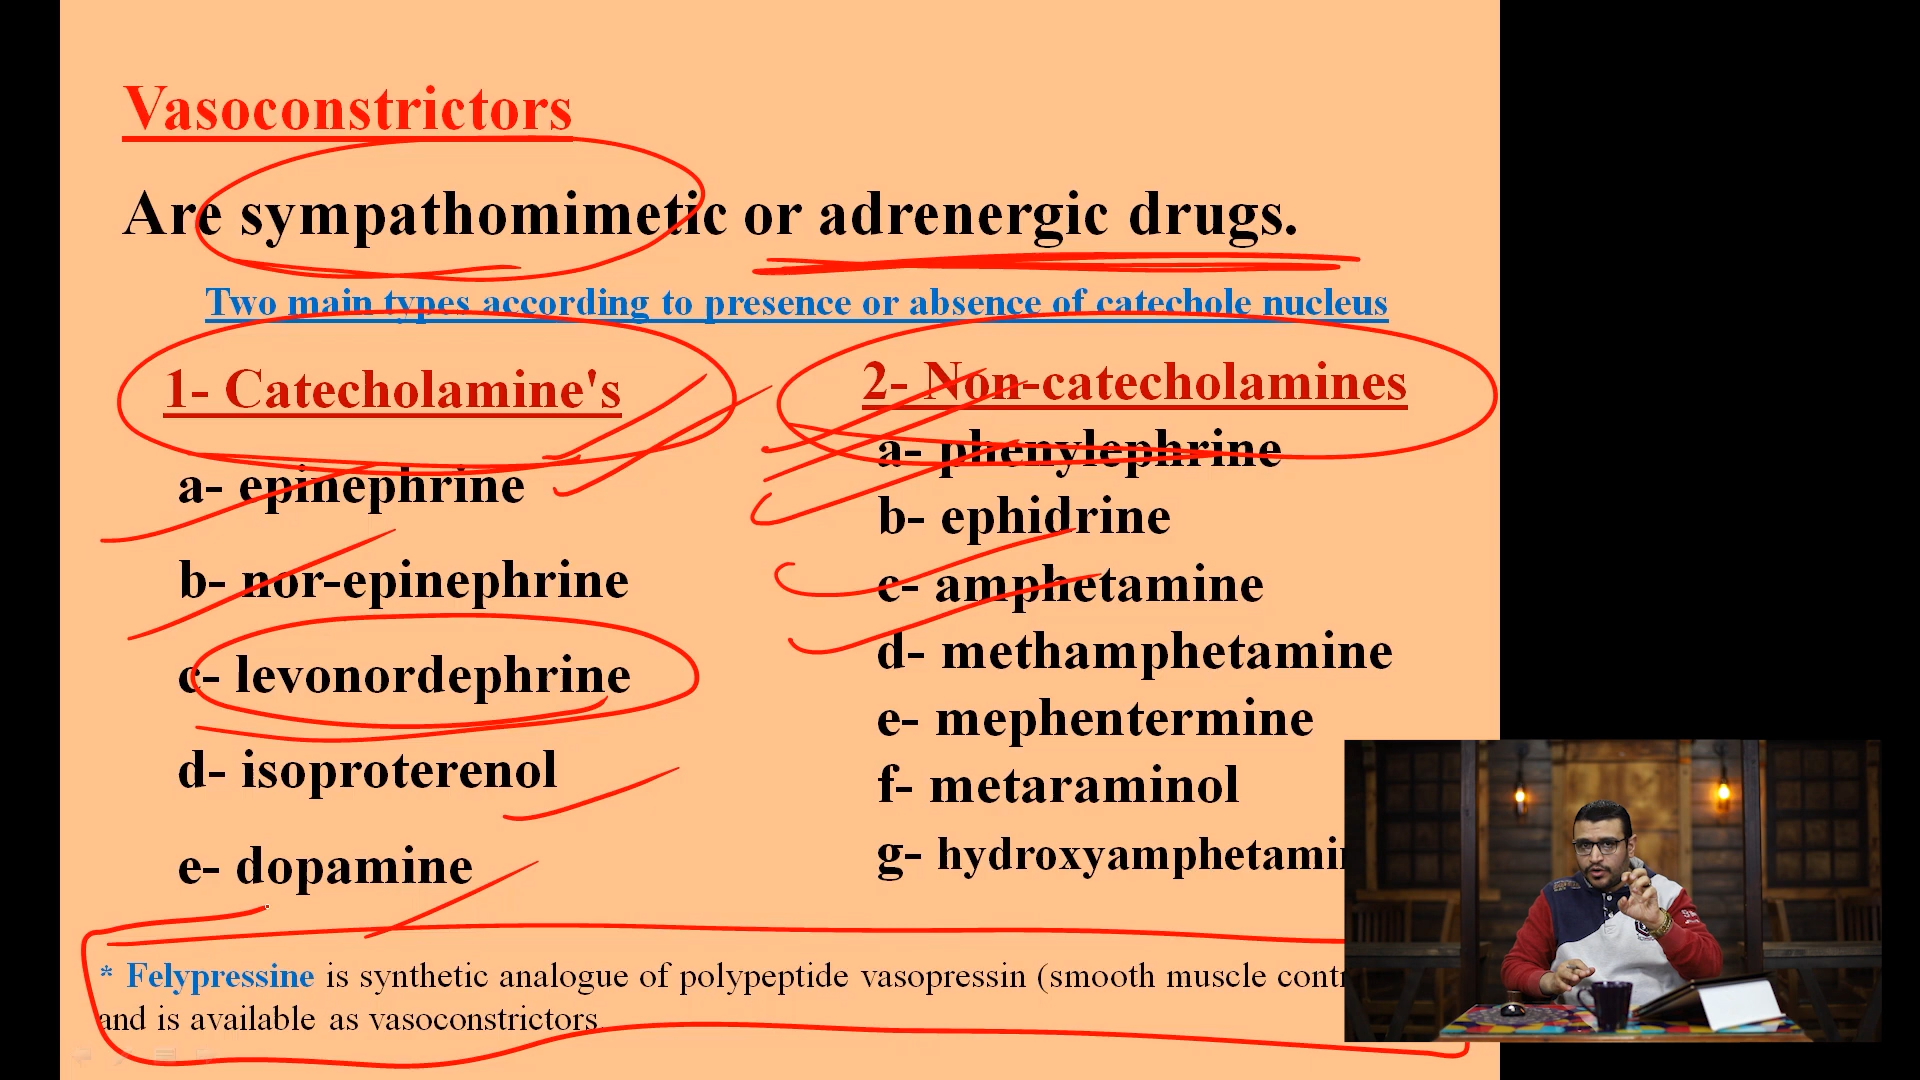 Vasoconstrictors
Are sympathomimetic or adrenergic drugs.
Two main types according to presence or absence of catechole nucleus
1- Catecholamine's
a- epinephrine
b- nor-epinephrine
c- levonordephrine
d- isoproterenol
e- dopamine
2- Non-catecholamines
a- phenylephrine
b- ephidrine
c- amphetamine
d- methamphetamine
e- mephentermine
f- metaraminol
g-
* Felypressine is synthetic analogue of polypeptide vasopressin (smooth muscle
and is available as vasoconstrictors.